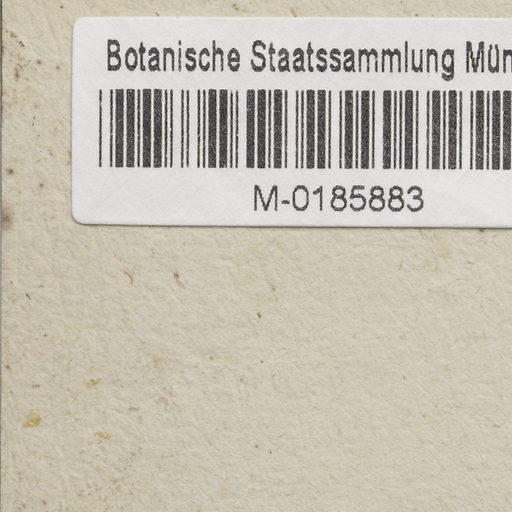 Botanische Staatssammlung Mün
M-0185883